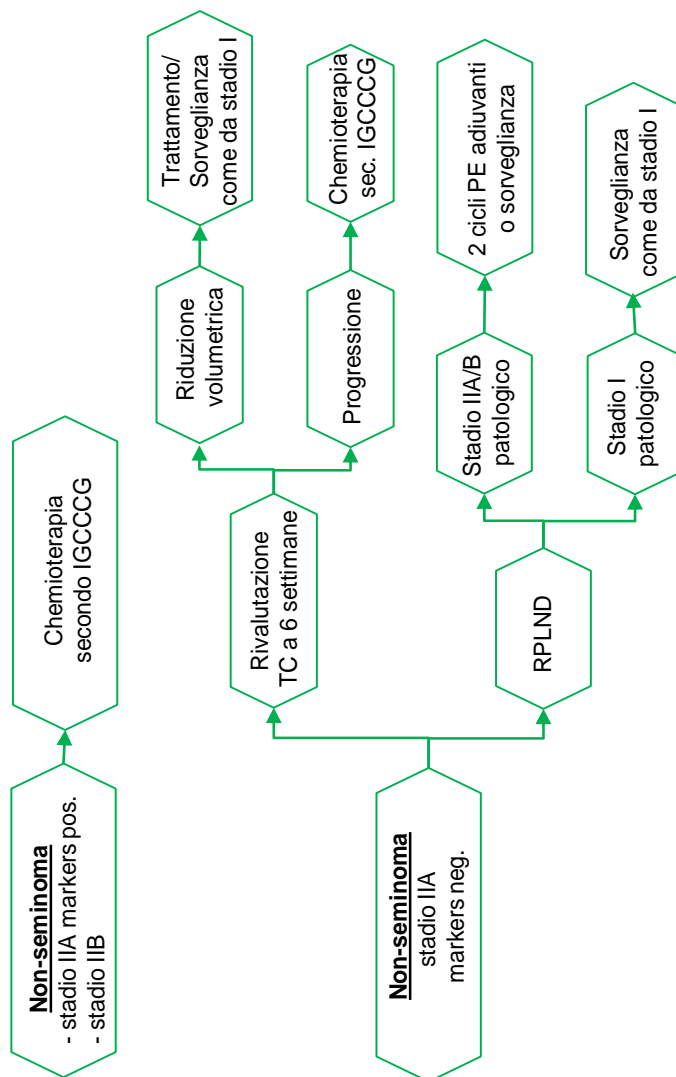 Non-seminoma
- stadio IIA markers pos.
- stadio IIB
Chemioterapia
secondo IGCCCG
Non-seminoma
stadio IIA
markers neg.
Rivalutazione
TC a 6 settimane
Riduzione
volumetrica
Trattamento/
Sorveglianza
come da stadio I
Progressione
Chemioterapia
sec. IGCCCG
RPLND
Stadio IIA/B
patologico
2 cicli PE adiuvanti
o sorveglianza
Stadio I
patologico
Sorveglianza
come da stadio I